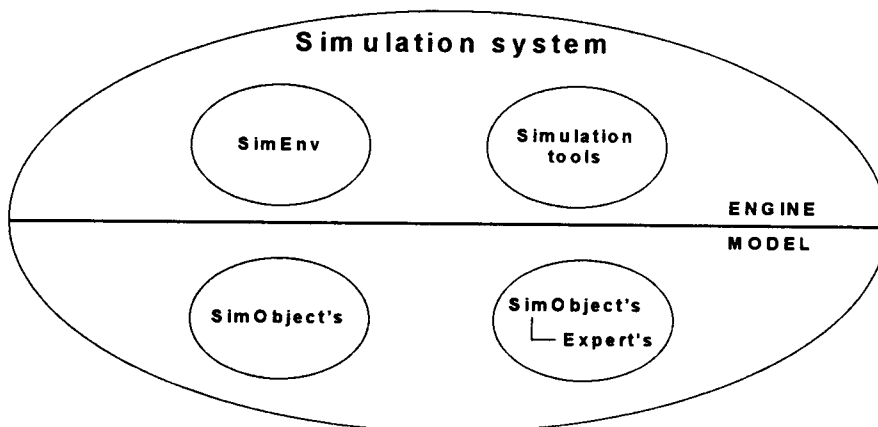 Simulation system
SimEnv
Simulation
tools
ENGINE
MODEL
SimObject's
SimObject's
Expert's